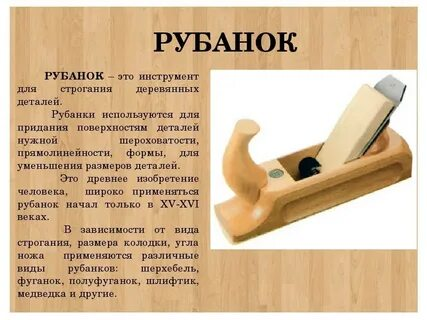 РУБАНОК
РУБАНОК – это инструмент
для строгания деревянных
деталей.
Рубанки используются для
придания поверхностям деталей
нужной шероховатости,
прямолинейности, формы, для
уменьшения размеров деталей.
Это древнее изобретение
человека, широко применяться
рубанок начал только в XV-XVI
веках.
В зависимости от вида
строгания, размера колодки, угла
ножа применяются различные
виды рубанков: шерхебель,
фуганок, полуфуганок, шлифтик,
медведка и другие.